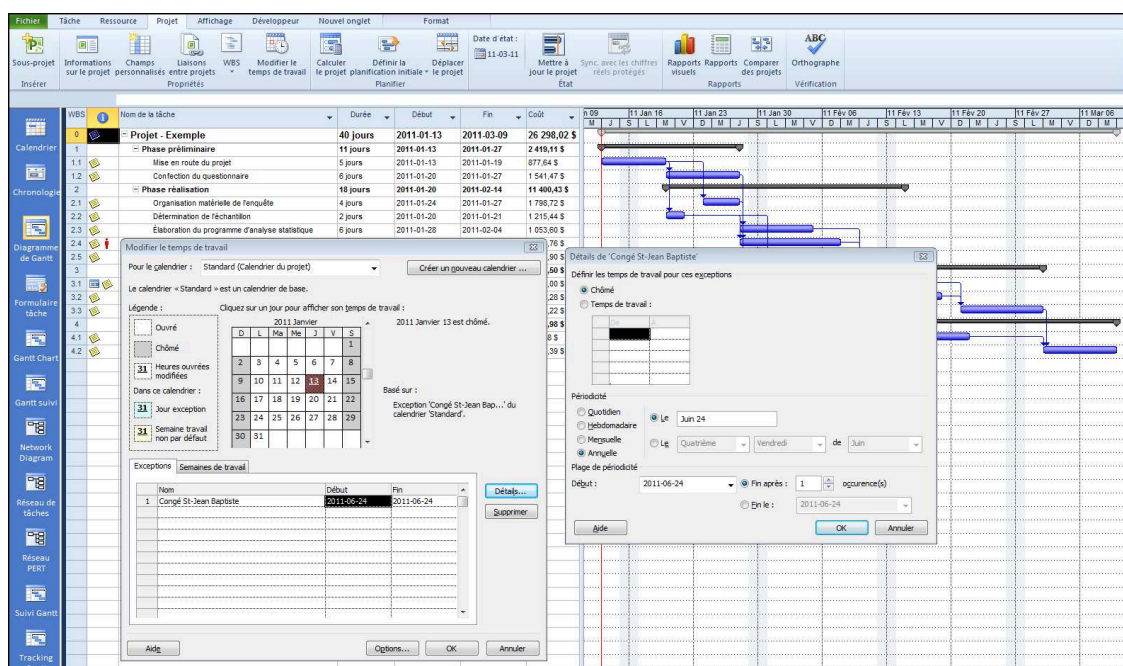 Fichier Tâche Ressource Projet Affichage Développeur Nouvel onglet Format
Sous-projet
Informations sur le projet
Champs personnalisés
Liaisons entre projets
WBS
Modifier le temps de travail
Calculer le projet
Définir la planification initiale
Déplacer le projet
Date d'état :
11-03-11
Mettre à jour le projet
Sync. avec les chiffres réels protégés
Rapports visuels
Rapports
Comparer des projets
ABC
Orthographe
Insérer Propriétés Planifier État Rapports Vérification
WBS Nom de la tâche Durée Début Fin Coût
n 09 11 Jan 16 11 Jan 23 11 Jan 30 11 Fév 06 11 Fév 13 11 Fév 20 11 Fév 27 11 Mar 06
M J S L M V D M J S L M V D M J S L M V D M J S L M V D M
0 Projet - Exemple 40 jours 2011-01-13 2011-03-09 26 298,02 $
1 Phase préliminaire 11 jours 2011-01-13 2011-01-27 2 419,11 $
1.1 Mise en route du projet 5 jours 2011-01-13 2011-01-19 877,64 $
1.2 Confection du questionnaire 6 jours 2011-01-20 2011-01-27 1 541,47 $
2 Phase réalisation 18 jours 2011-01-20 2011-02-14 11 400,43 $
2.1 Organisation matérielle de l'enquête 4 jours 2011-01-24 2011-01-27 1 798,72 $
2.2 Détermination de l'échantilon 2 jours 2011-01-20 2011-01-21 1 215,44 $
2.3 Élaboration du programme d'analyse statistique 6 jours 2011-01-28 2011-02-04 1 053,60 $
2.4 ,76 $
2.5 ,90 $
3 ,50 $
3.1 ,00 $
3.2 ,28 $
3.3 ,22 $
4 ,98 $
4.1 8 $
4.2 ,39 $
Calendrier
Chronologie
Diagramme de Gantt
Formulaire tâche
Gantt Chart
Gantt suivi
Network Diagram
Réseau de tâches
Réseau PERT
Suivi Gantt
Tracking
Modifier le temps de travail
Pour le calendrier : Standard (Calendrier du projet) Créer un nouveau calendrier ...
Le calendrier « Standard » est un calendrier de base.
Légende :
Ouvré
Chômé
31 Heures ouvrées modifiées
Dans ce calendrier :
31 Jour exception
31 Semaine travail non par défaut
Cliquez sur un jour pour afficher son temps de travail :
2011 Janvier
D L Ma Me J V S
1
2 3 4 5 6 7 8
9 10 11 12 13 14 15
16 17 18 19 20 21 22
23 24 25 26 27 28 29
30 31
2011 Janvier 13 est chômé.
Basé sur :
Exception 'Congé St-Jean Bap...' du
calendrier 'Standard'.
Exceptions Semaines de travail
Nom Début Fin
1 Congé St-Jean Baptiste 2011-06-24 2011-06-24
Détails...
Supprimer
Aide Options... OK Annuler
Détails de 'Congé St-Jean Baptiste'
Définir les temps de travail pour ces exceptions
Chômé
Temps de travail :
De À
Périodicité
Quotidien
Hebdomadaire
Mensuelle
Annuelle
Le Juin 24
Le Quatrième Vendredi de Juin
Plage de périodicité
Début : 2011-06-24 Fin après : 1 occurence(s)
Fin le : 2011-06-24
Aide OK Annuler